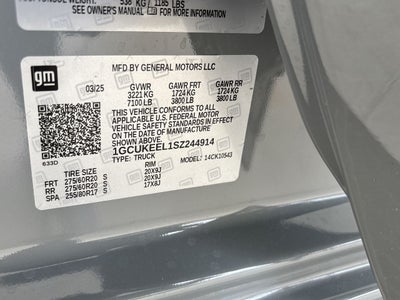 538 KG / 1185 LBS
SEE OWNER'S MANUAL
gm
MFD BY GENERAL MOTORS LLC
03/25
GVWR GAWR FRT GAWR RR
3221 KG 1724 KG 1724 KG
7100 LB 3800 LB 3800 LB
THIS VEHICLE CONFORMS TO ALL
APPLICABLE U.S. FEDERAL MOTOR
VEHICLE SAFETY
STANDARDS IN EFFECT ON THE DATE OF
MANUFACTURE SHOWN ABOVE.
1GCUKEEL1SZ244914
TYPE: TRUCK MODEL: 14CK10543
633D
TIRE SIZE RIM
FRT 275/60R20 S 20X9J
RR 275/60R20 S 20X9J
SPA 255/80R17 S 17X8J